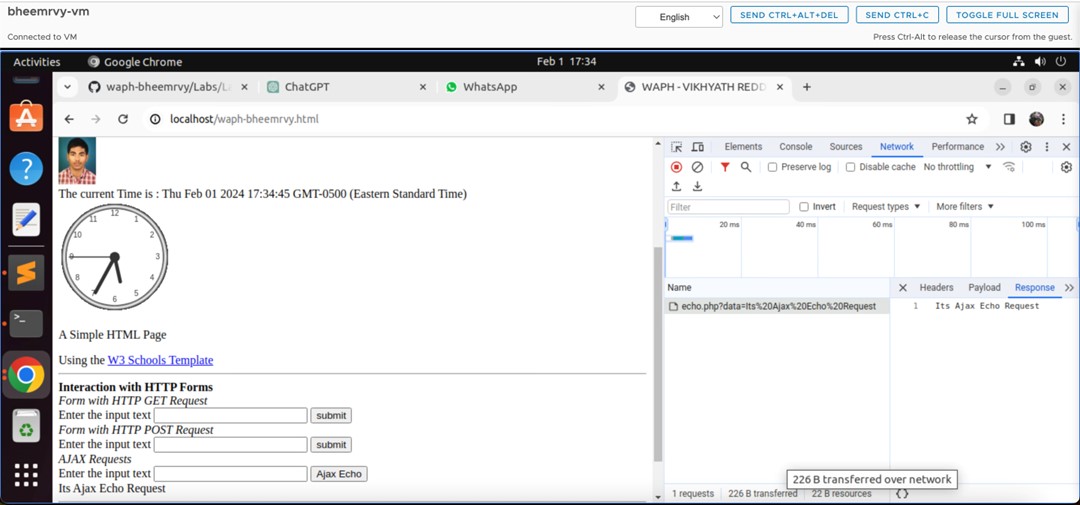 bheemrvy-vm
English
SEND CTRL+ALT+DEL
SEND CTRL+C
TOGGLE FULL SCREEN
Connected to VM
Press Ctrl-Alt to release the cursor from the guest.
Activities
Google Chrome
Feb 1 17:34
waph-bheemrvy/Labs/L
ChatGPT
WhatsApp
WAPH - VIKHYATH REDD
localhost/waph-bheemrvy.html
The current Time is : Thu Feb 01 2024 17:34:45 GMT-0500 (Eastern Standard Time)
12
1
2
3
4
5
6
7
8
9
10
11
A Simple HTML Page
Using the W3 Schools Template
Interaction with HTTP Forms
Form with HTTP GET Request
Enter the input text submit
Form with HTTP POST Request
Enter the input text submit
AJAX Requests
Enter the input text Ajax Echo
Its Ajax Echo Request
Elements Console Sources Network Performance
Preserve log Disable cache No throttling
Filter Invert Request types More filters
20 ms 40 ms 60 ms 80 ms 100 ms
Name
Headers Payload Response
echo.php?data=Its%20Ajax%20Echo%20Request
1 Its Ajax Echo Request
226 B transferred over network
1 requests 226 B transferred 22 B resources {}